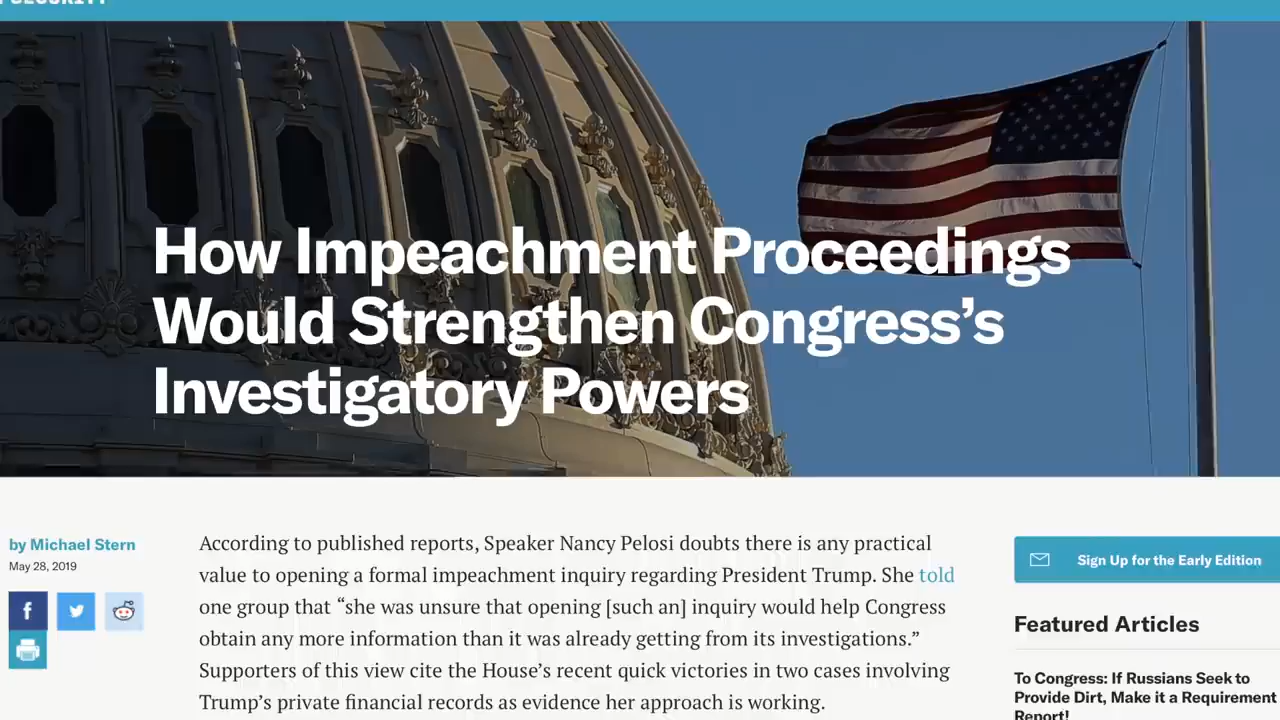 How Impeachment Proceedings
Would Strengthen Congress’s
Investigatory Powers
by Michael Stern
May 28, 2019
According to published reports, Speaker Nancy Pelosi doubts there is any practical
value to opening a formal impeachment inquiry regarding President Trump. She told
one group that “she was unsure that opening [such an] inquiry would help Congress
obtain any more information than it was already getting from its investigations.”
Supporters of this view cite the House’s recent quick victories in two cases involving
Trump’s private financial records as evidence her approach is working.
Sign Up for the Early Edition
Featured Articles
To Congress: If Russians Seek to
Provide Dirt, Make it a Requirement
Report!